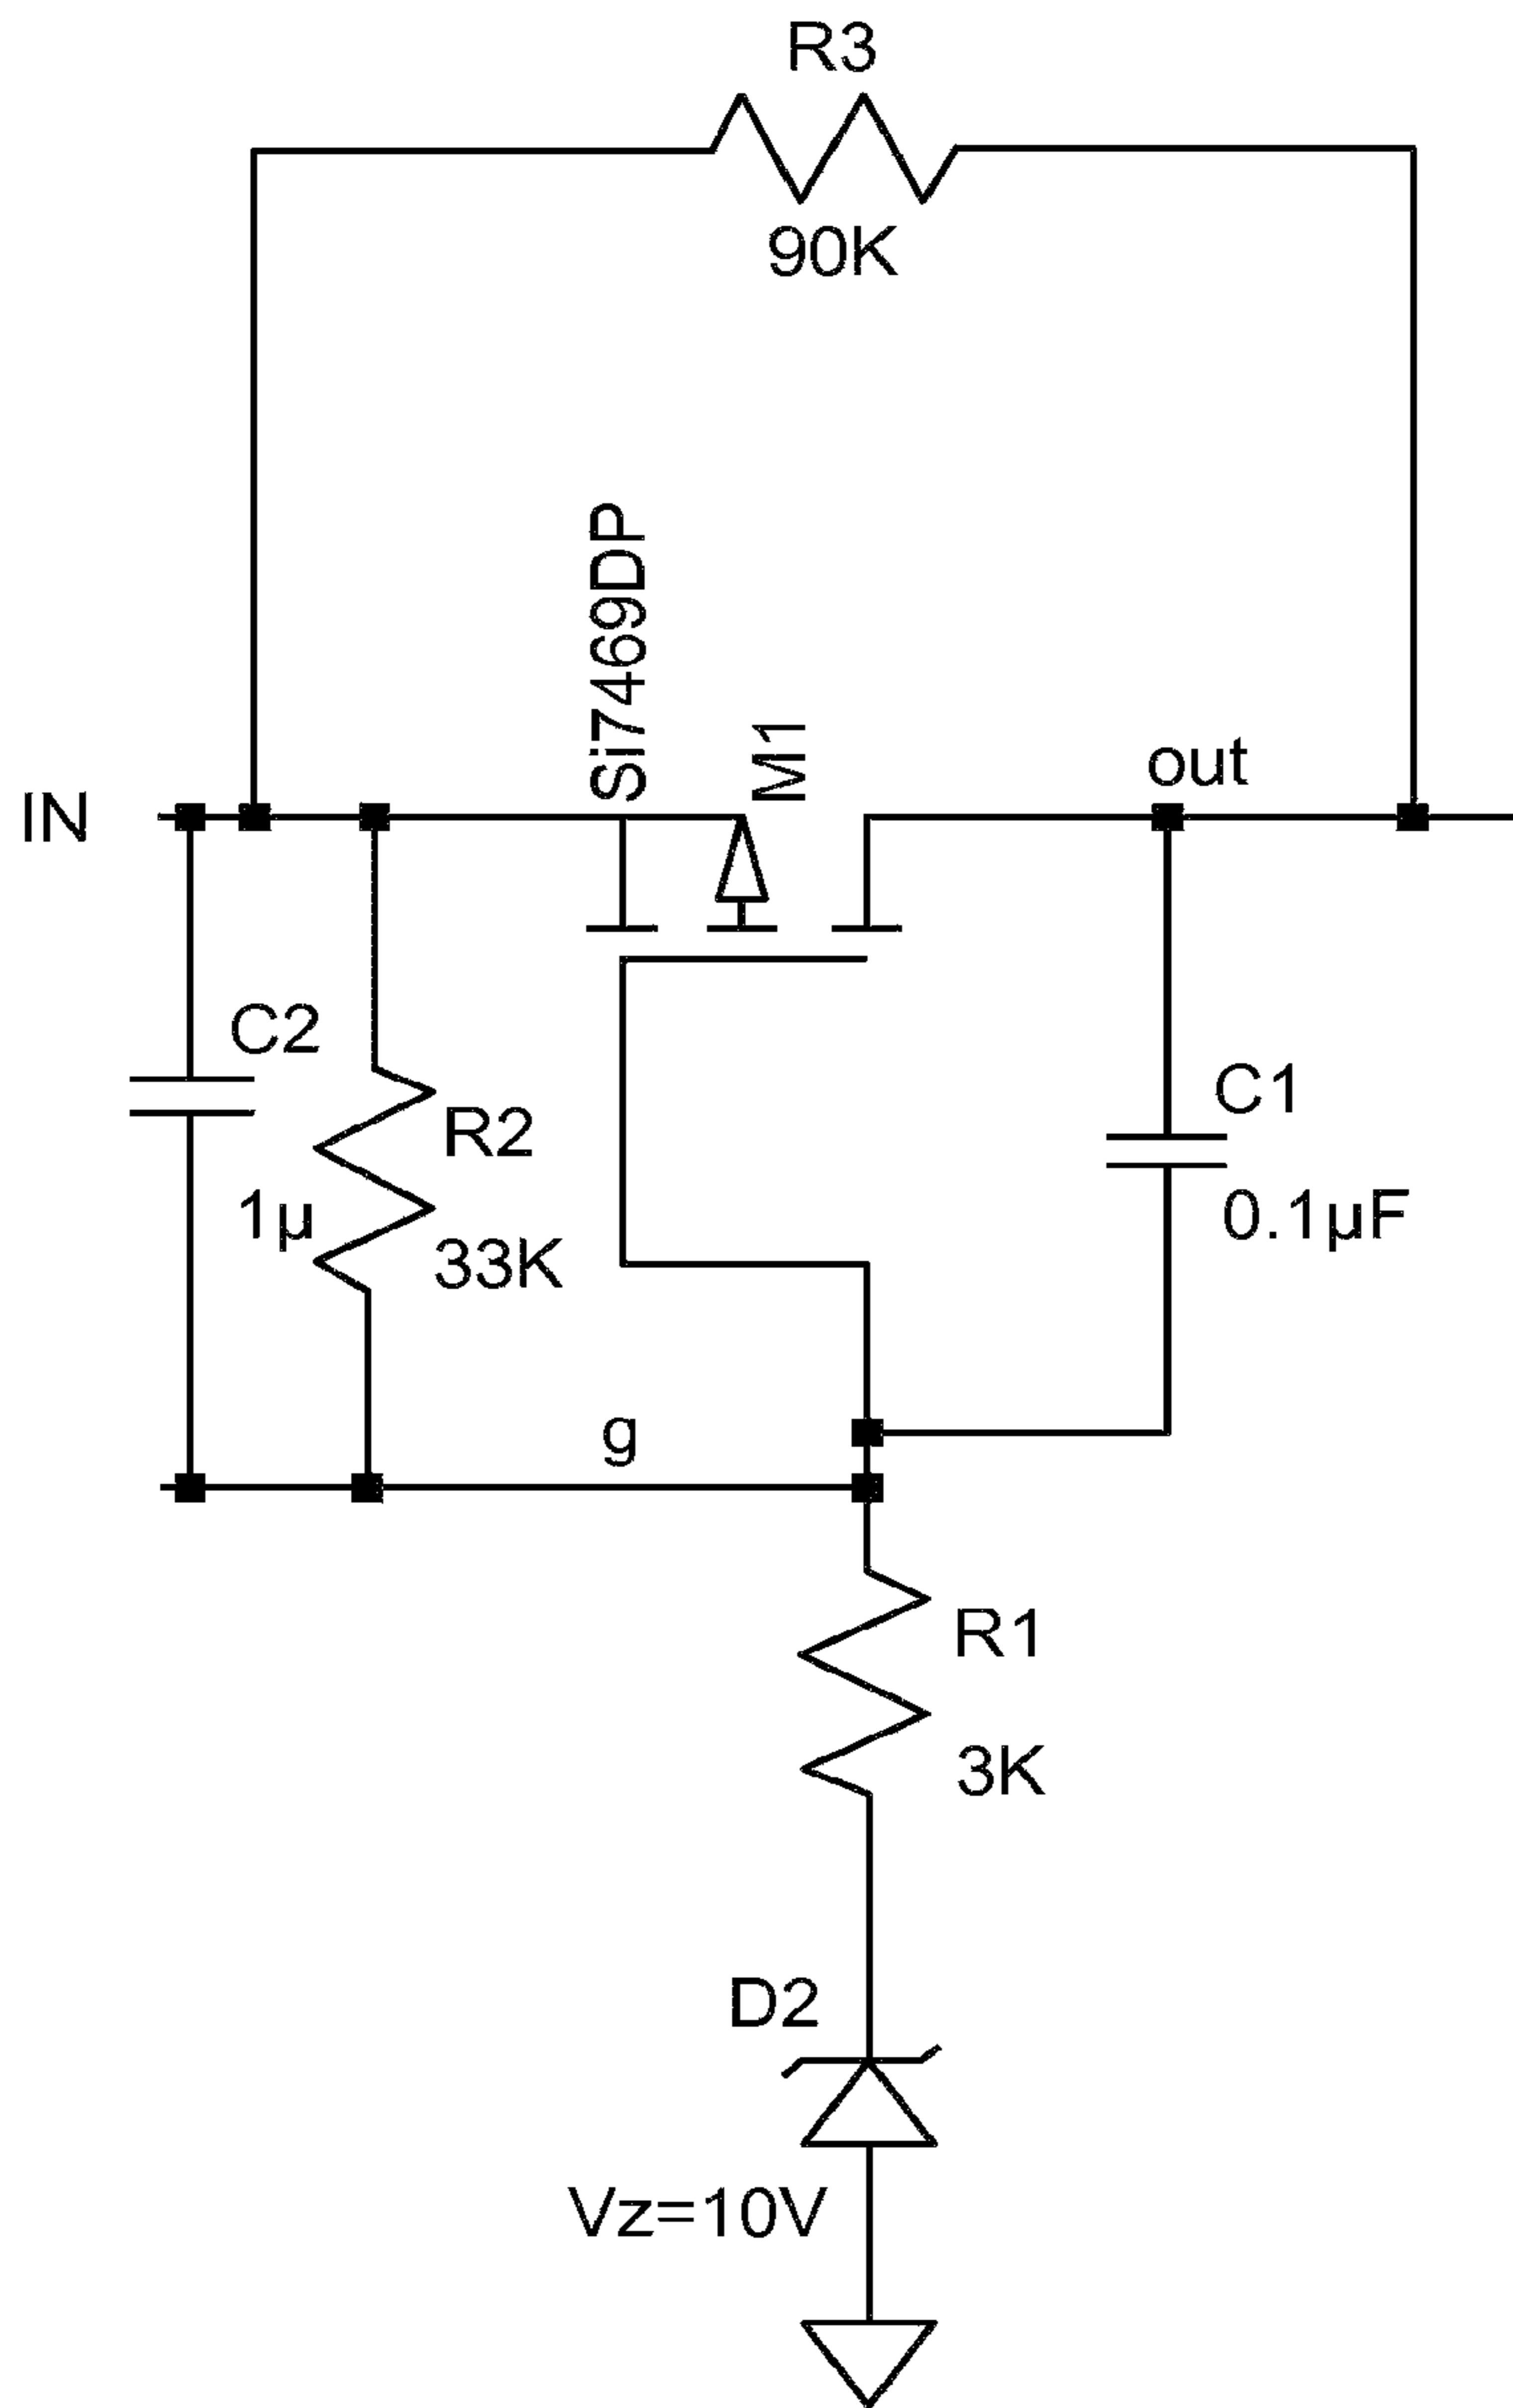 R3
90K
Si7469DP
M1
out
IN
C2
C1
R2
1µ
0.1µF
33K
g
R1
3K
D2
Vz=10V